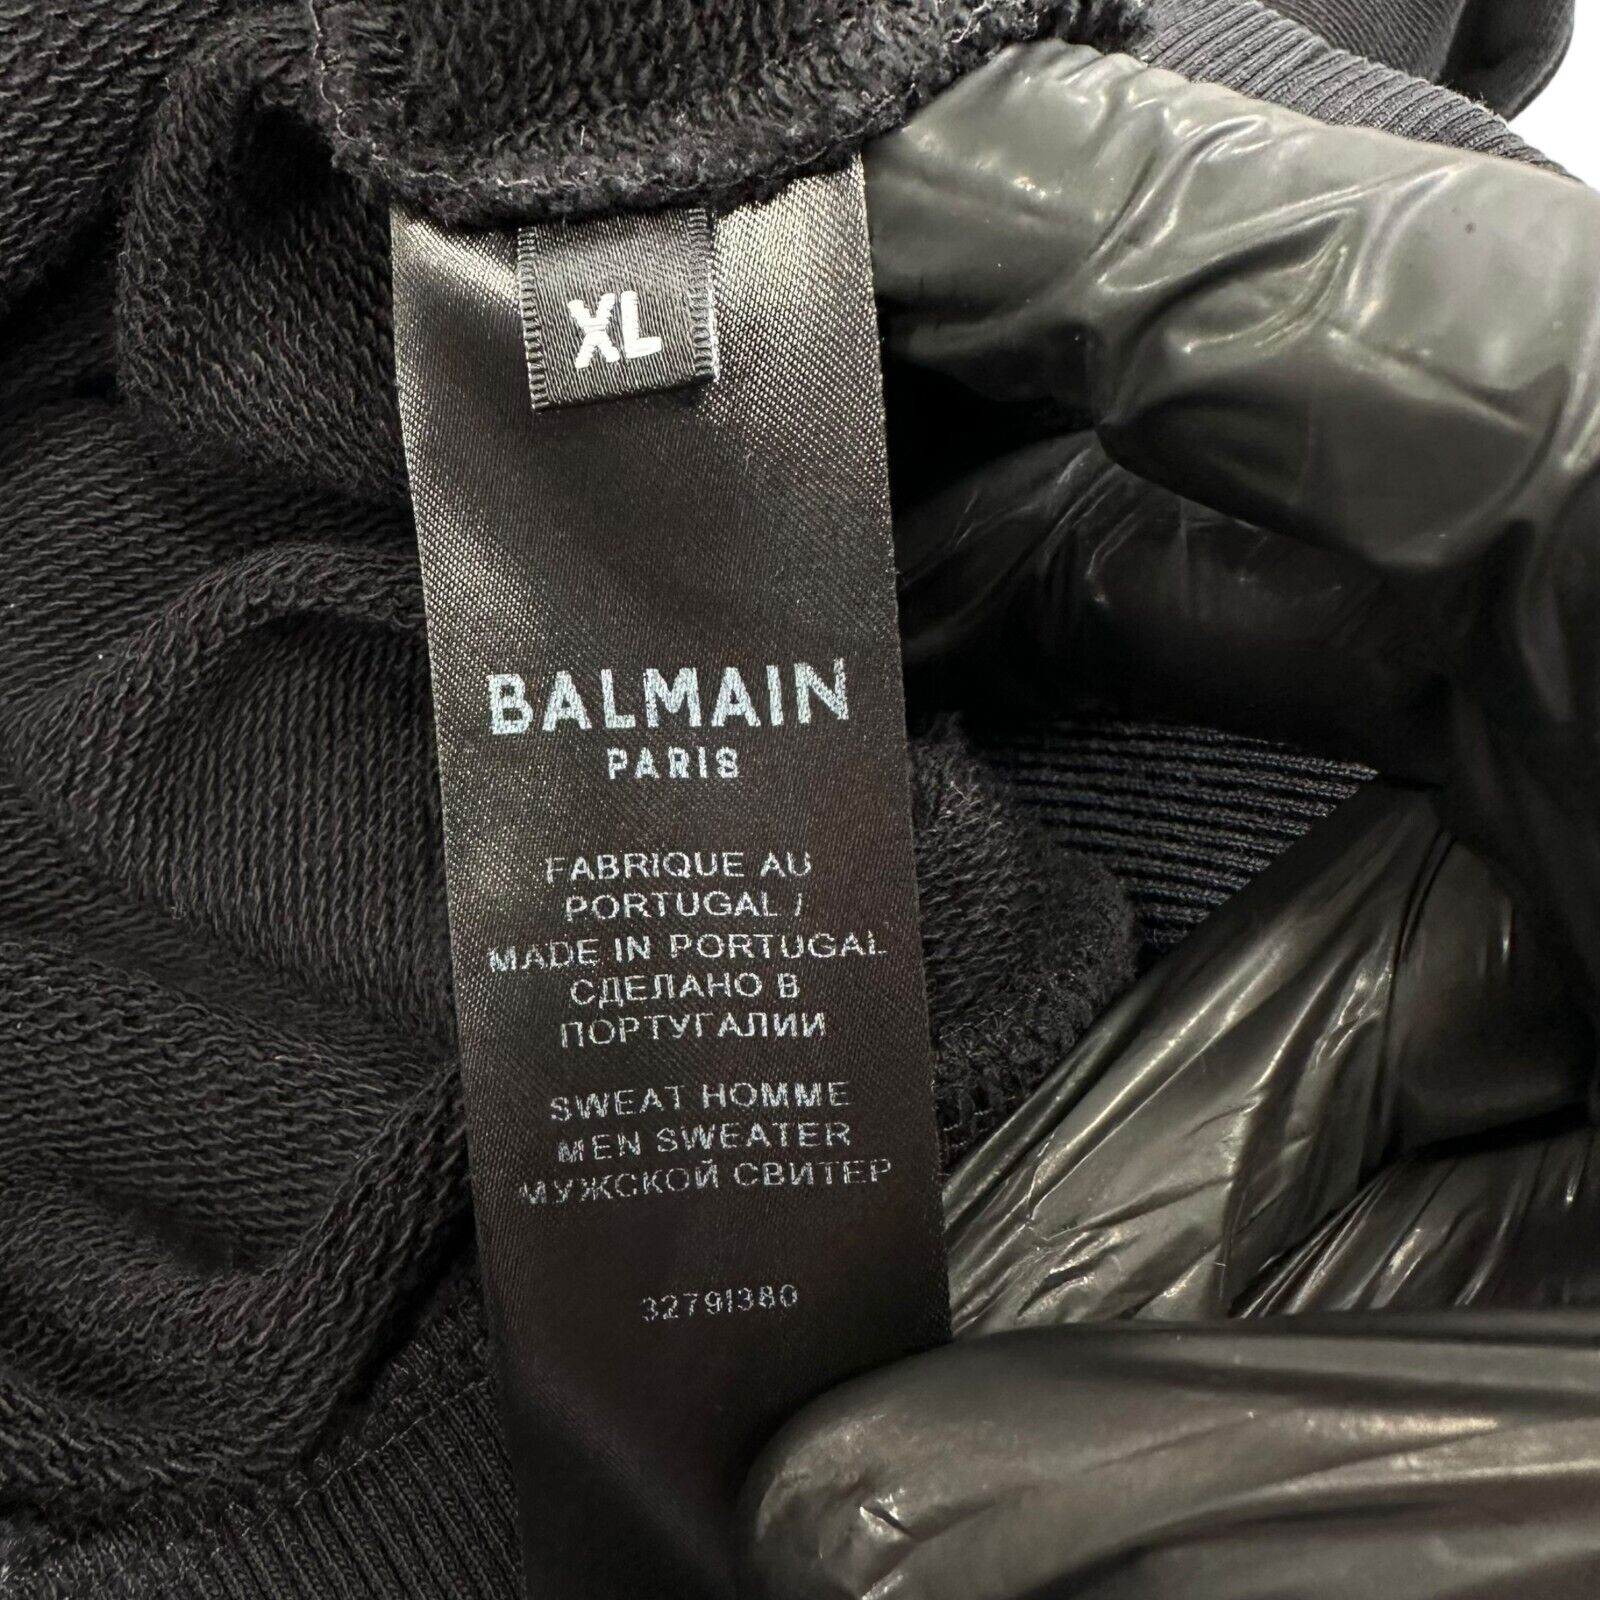 XL
BALMAIN
PARIS
FABRIQUE AU
PORTUGAL /
MADE IN PORTUGAL
СДЕЛАНО В
ПОРТУГАЛИИ
SWEAT HOMME
MEN SWEATER
МУЖСКОЙ СВИТЕР
32791380